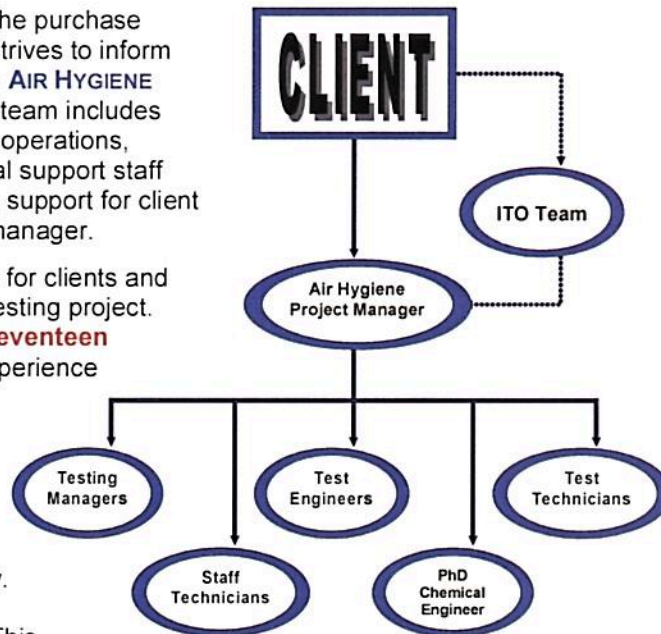 he purchase
trives to inform
AIR HYGIENE
team includes
operations,
al support staff
support for client
nanager.
for clients and
esting project.
eventeen
perience
.
This
CLIENT
ITO Team
Air Hygiene
Project Manager
Testing
Managers
Test
Engineers
Test
Technicians
Staff
Technicians
PhD
Chemical
Engineer